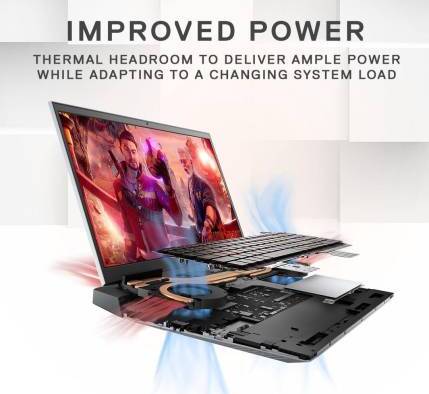 IMPROVED POWER
THERMAL HEADROOM TO DELIVER AMPLE POWER
WHILE ADAPTING TO A CHANGING SYSTEM LOAD